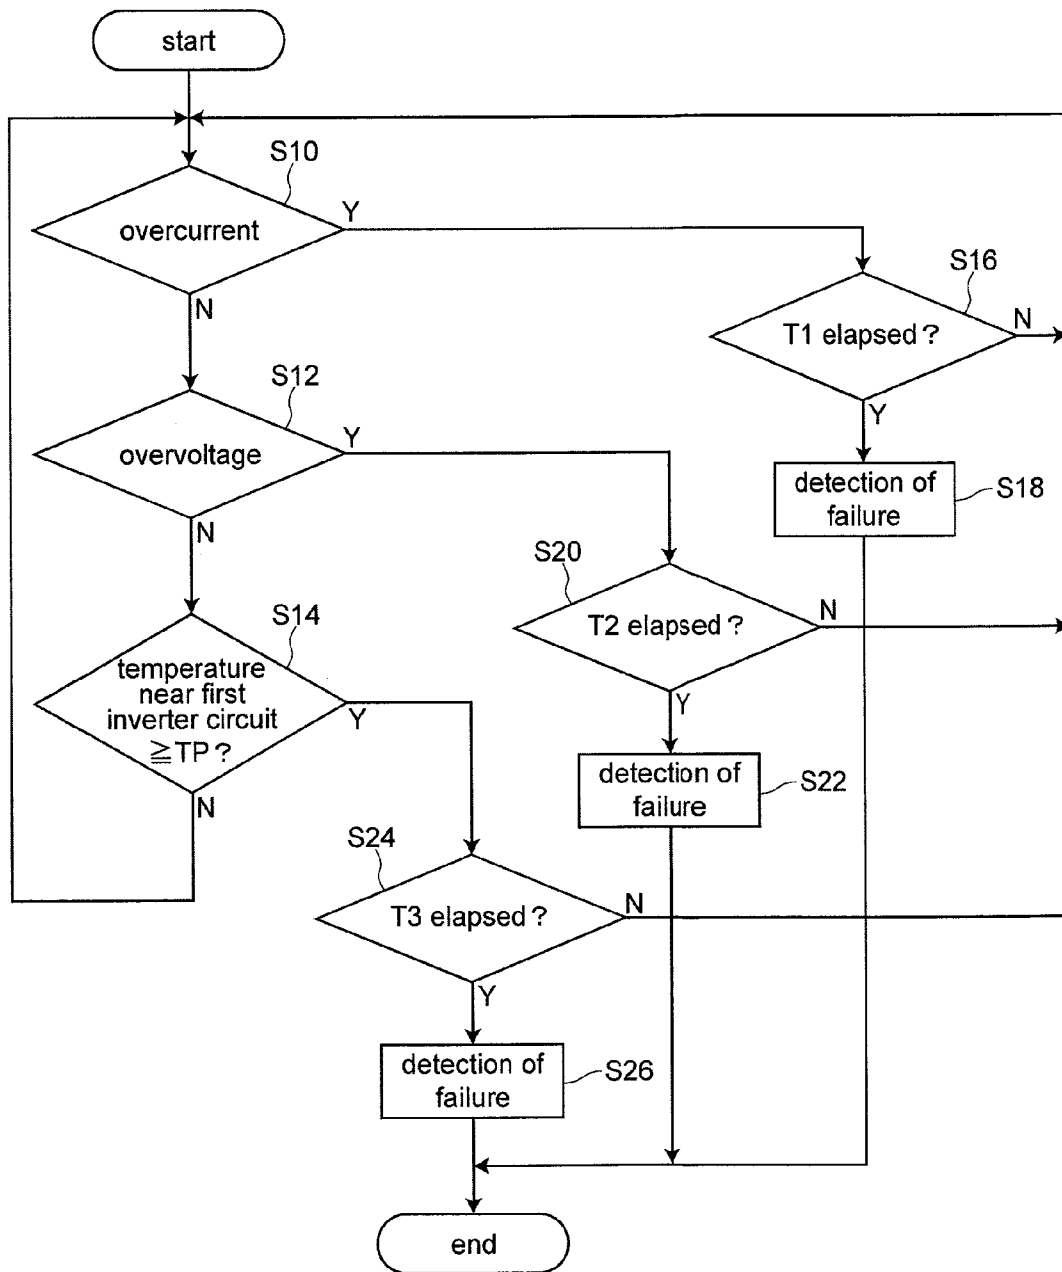 start
S10
overcurrent
Y
N
S16
T1 elapsed ?
N
Y
S12
overvoltage
Y
N
detection of
failure
S18
S20
T2 elapsed ?
N
Y
S14
temperature
near first
inverter circuit
≧TP ?
Y
N
detection of
failure
S22
S24
T3 elapsed ?
N
Y
detection of
failure
S26
end